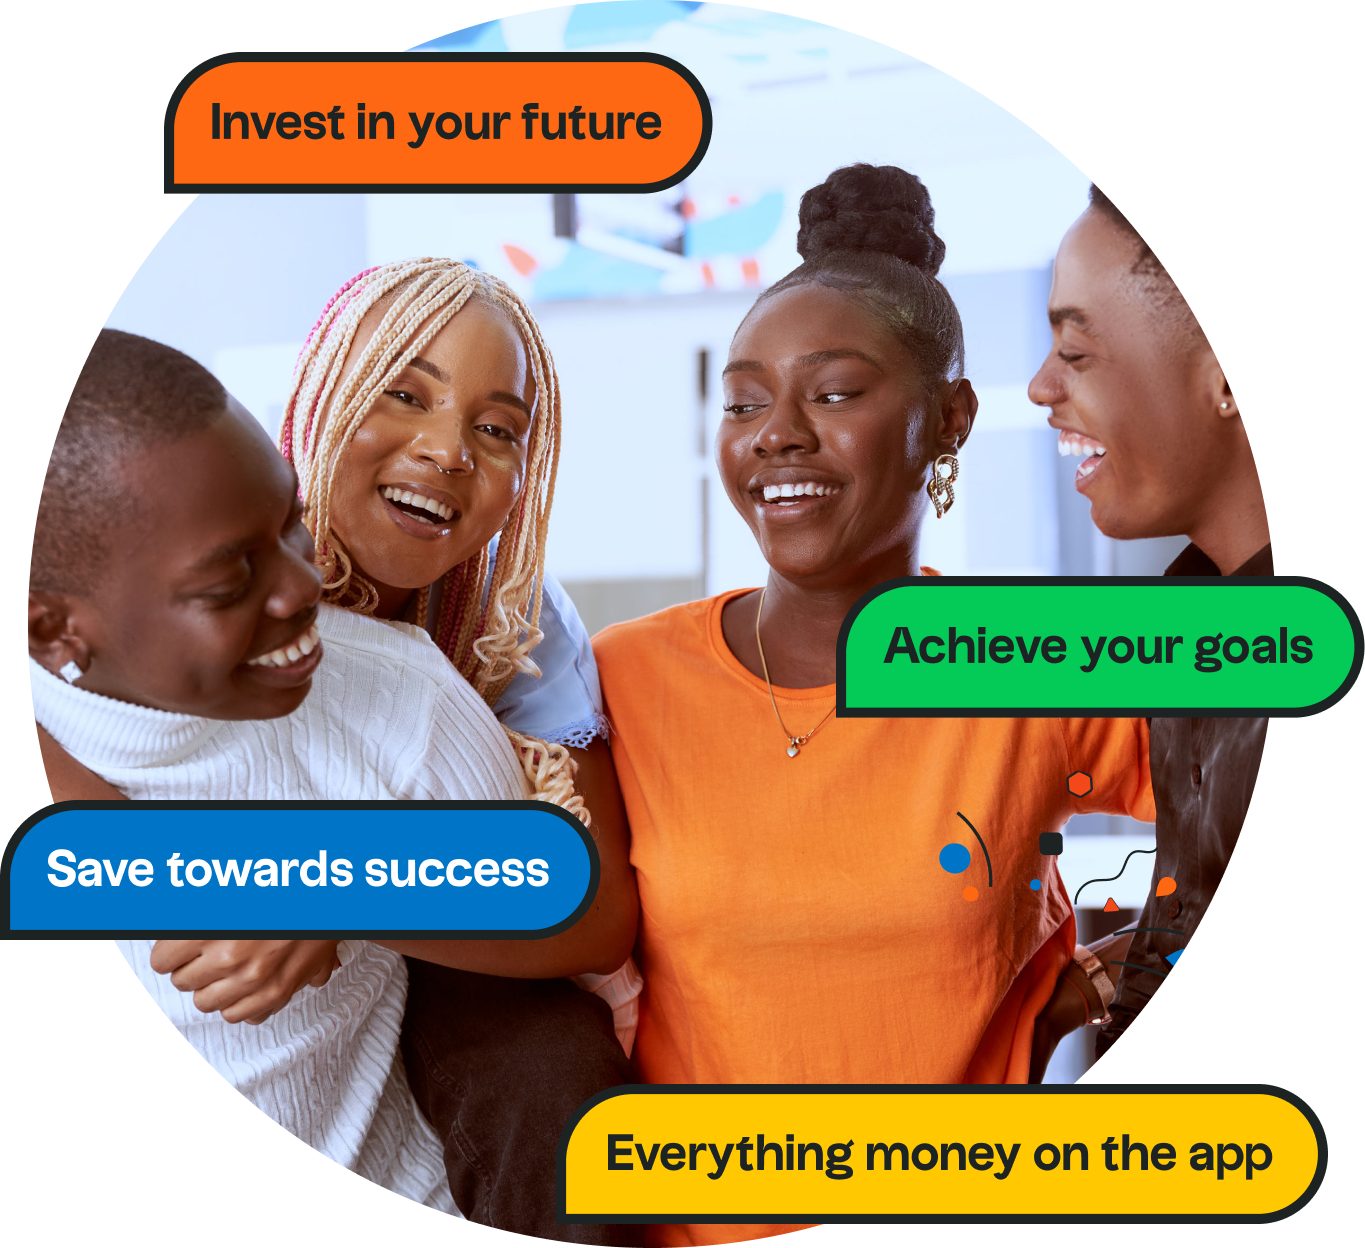 Invest in your future
Achieve your goals
Save towards success
Everything money on the app